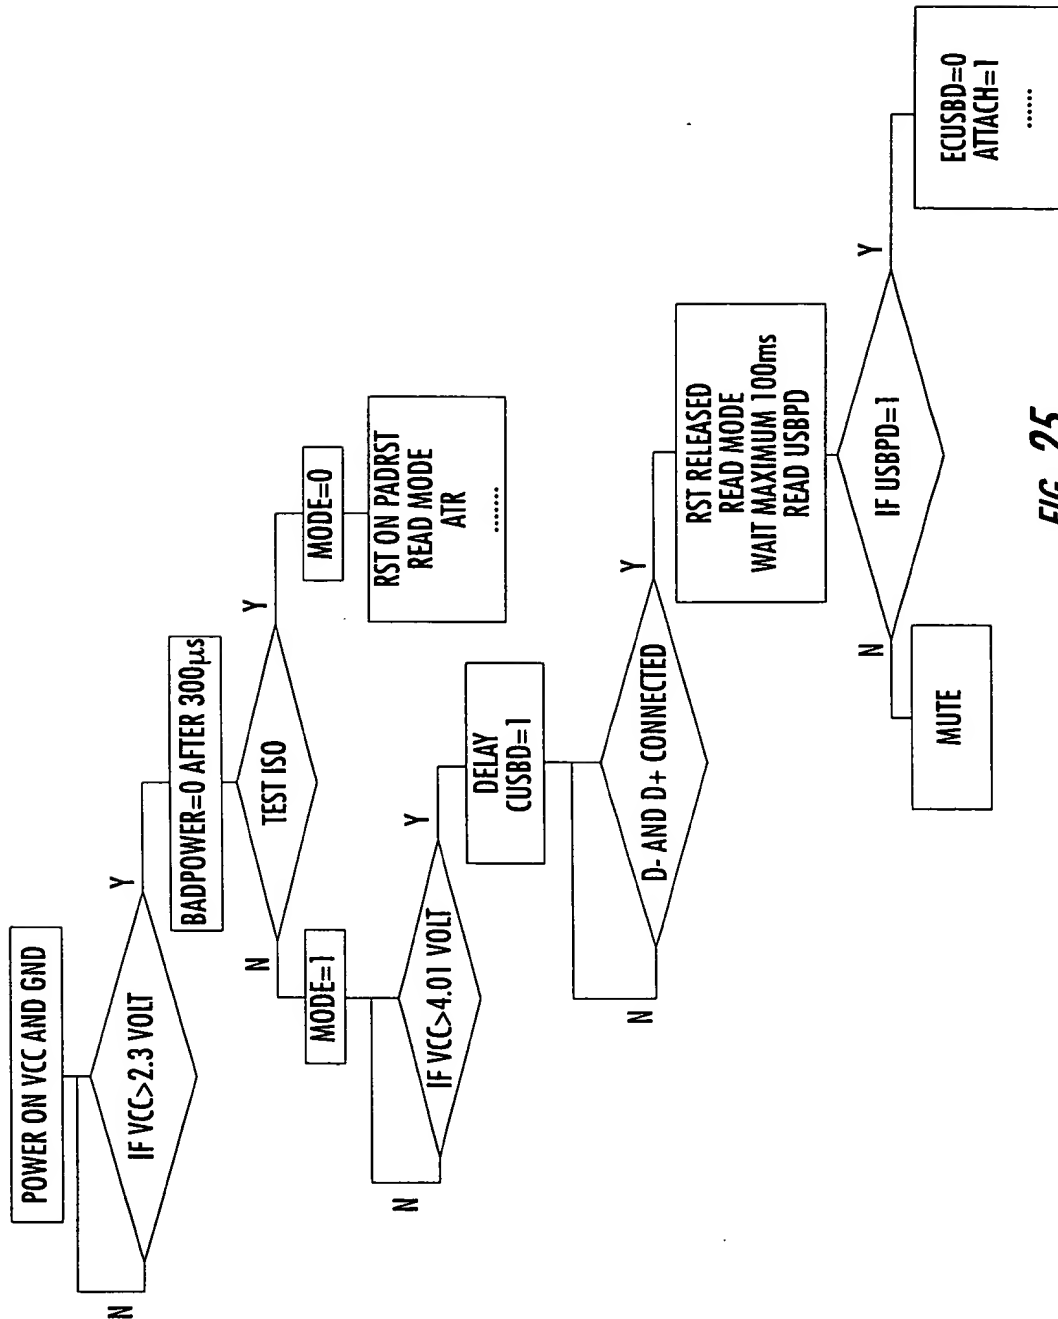 POWER ON VCC AND GND
IF VCC>2.3 VOLT
N
Y
BADPOWER=0 AFTER 300µs
TEST ISO
N
Y
MODE=1
MODE=0
RST ON PADRST
READ MODE
ATR
........
IF VCC>4.01 VOLT
N
Y
DELAY
CUSBD=1
D- AND D+ CONNECTED
N
Y
RST RELEASED
READ MODE
WAIT MAXIMUM 100ms
READ USBPD
IF USBPD=1
N
Y
MUTE
ECUSBD=0
ATTACH=1
......
FIG. 25